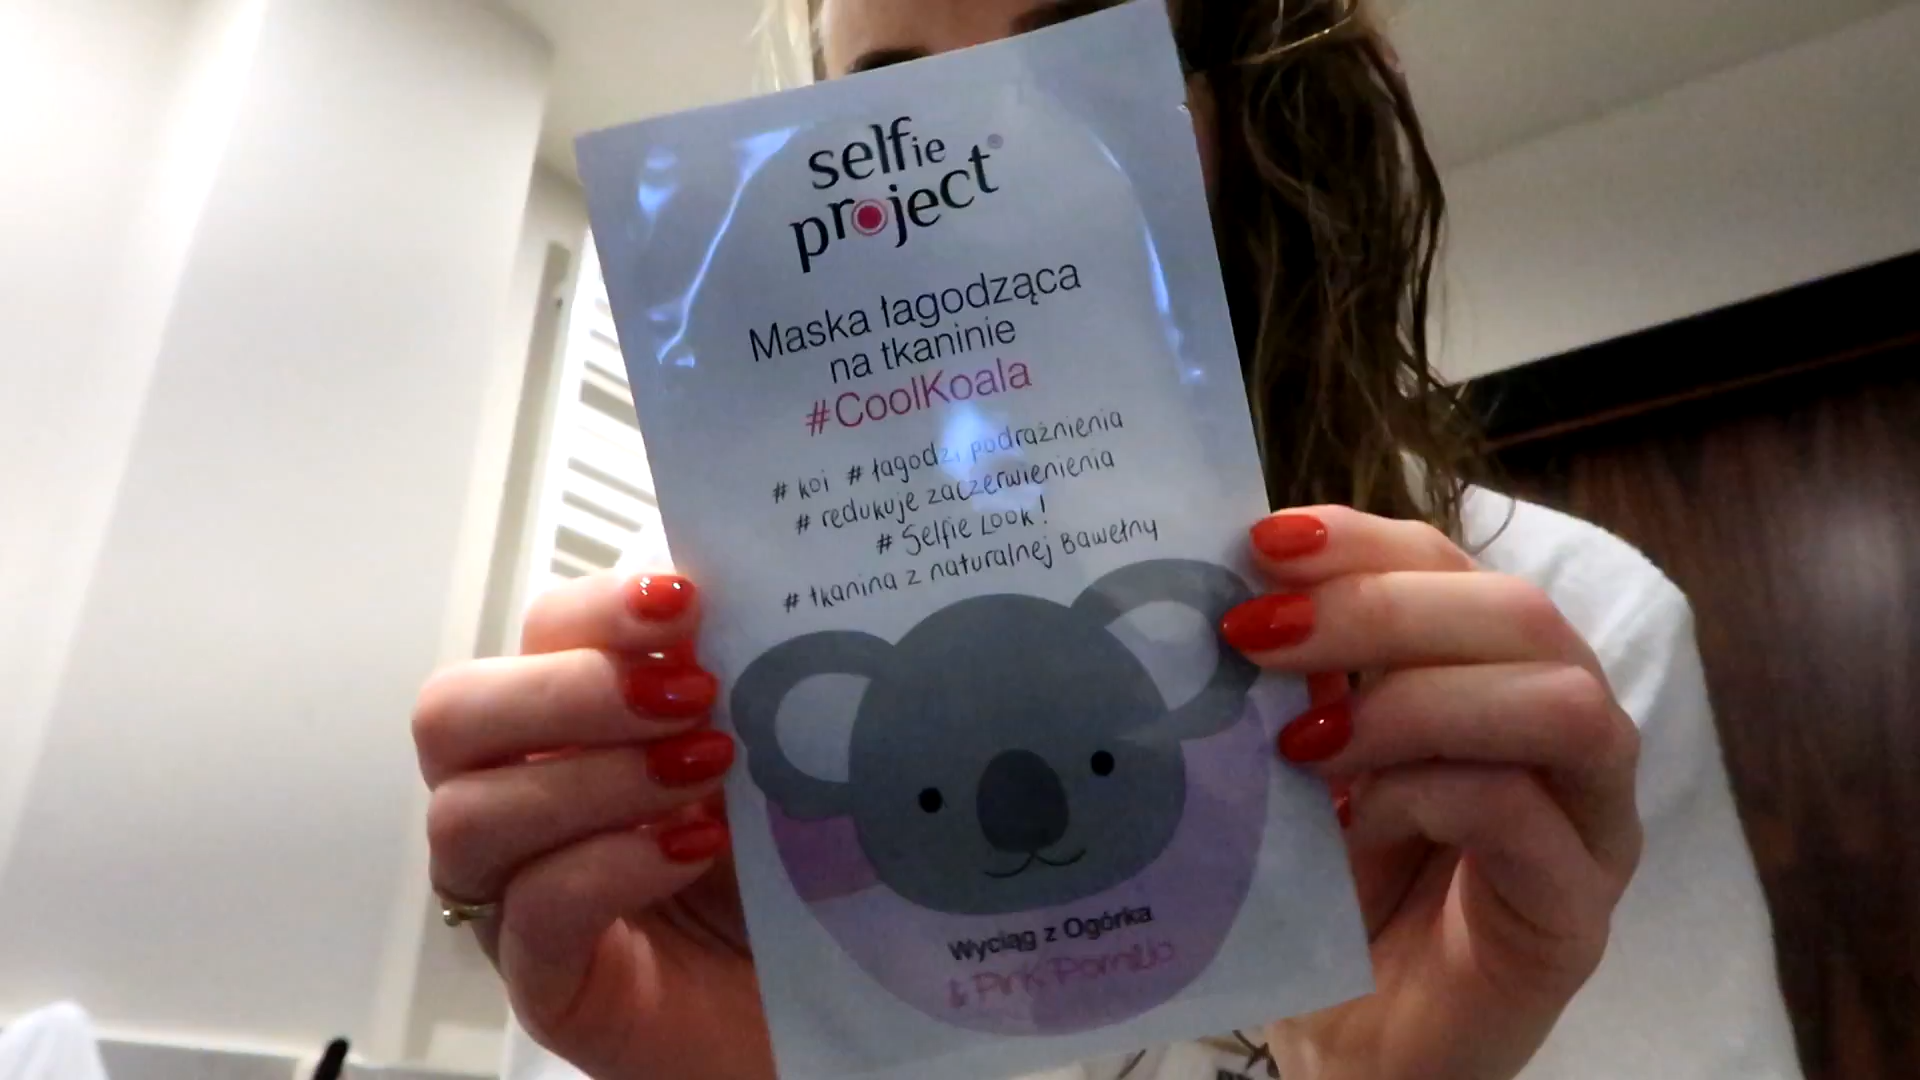 selfie
project®
Maska łagodząca
na tkaninie
#CoolKoala
# koi # łagodzi podrażnienia
# redukuje zaczerwienienia
# Selfie Look!
# tkanina z naturalnej Bawełny
Wyciąg z Ogórka
& Pink Pomelo